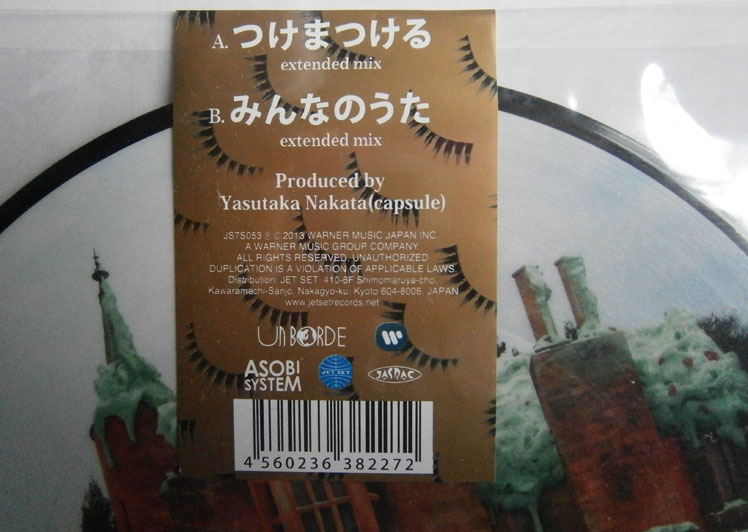 A. つけまつける
extended mix
B. みんなのうた
extended mix
Produced by
Yasutaka Nakata(capsule)
JS7S053 Ⓟ Ⓒ 2013 WARNER MUSIC JAPAN INC.
A WARNER MUSIC GROUP COMPANY.
ALL RIGHTS RESERVED. UNAUTHORIZED
DUPLICATION IS A VIOLATION OF APPLICABLE LAWS.
Distribution: JET SET 410-6F Shimomaruya-cho,
Kawaramachi-Sanjo, Nakagyo-ku, Kyoto 604-8006, JAPAN
www.jetsetrecords.net
unBORDE
ASOBI SYSTEM
JET SET
JASRAC
4 560236 382272